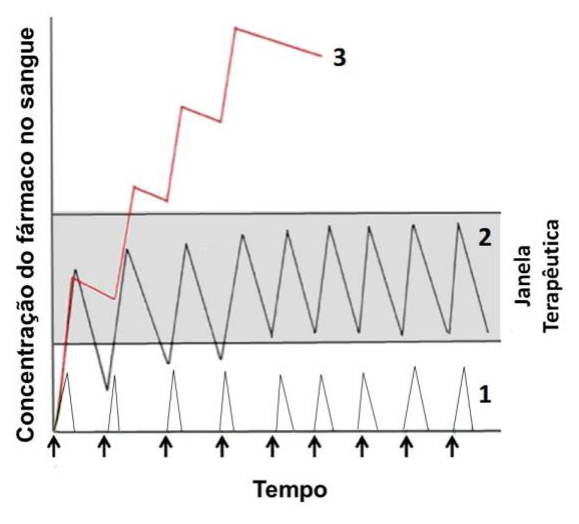 Concentração do fármaco no sangue
3
2
1
Janela
Terapêutica
Tempo